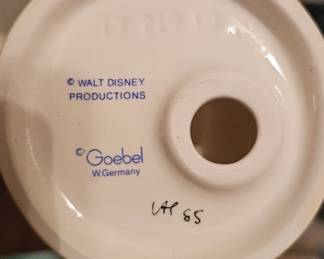 © WALT DISNEY
PRODUCTIONS
© Goebel
W.Germany
85